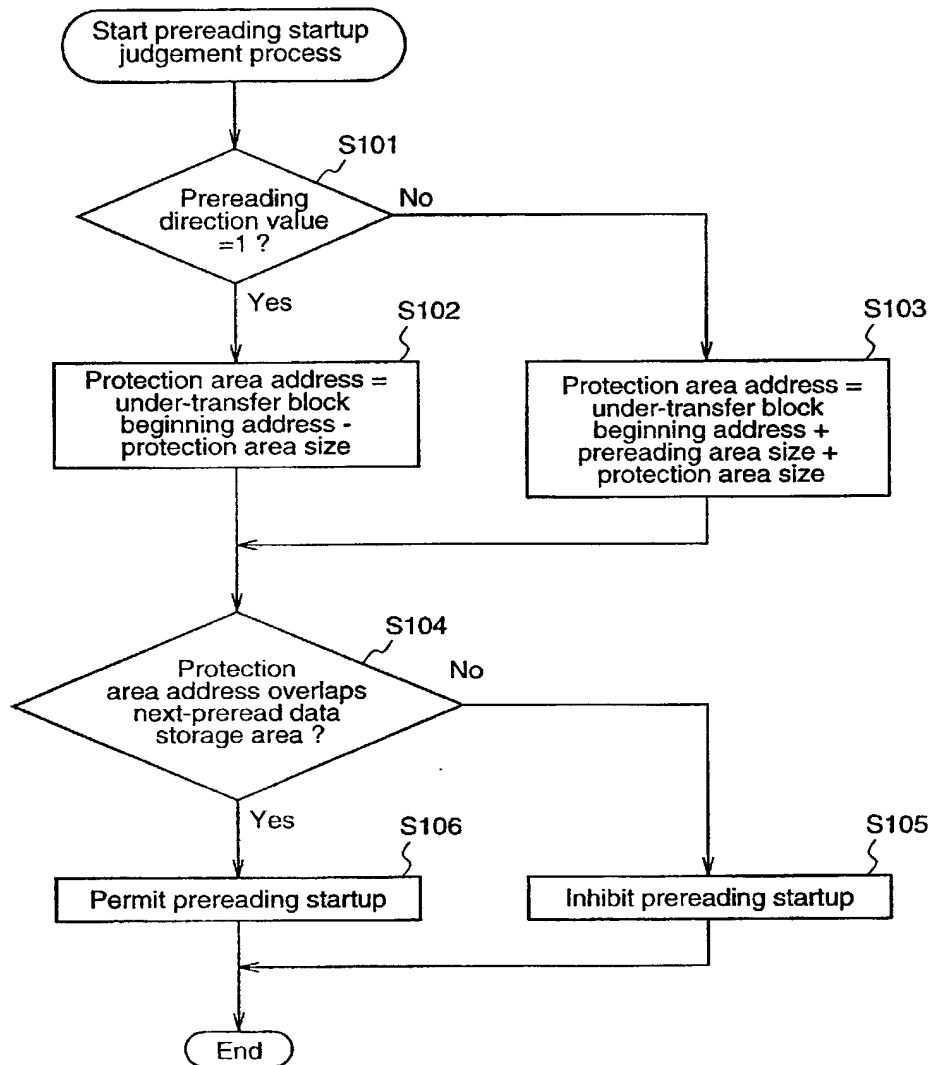 Start prereading startup
judgement process
S101
Prereading
direction value
=1 ?
No
Yes
S102
S103
Protection area address =
under-transfer block
beginning address -
protection area size
Protection area address =
under-transfer block
beginning address +
prereading area size +
protection area size
S104
Protection
area address overlaps
next-preread data
storage area ?
No
Yes
S106
S105
Permit prereading startup
Inhibit prereading startup
End